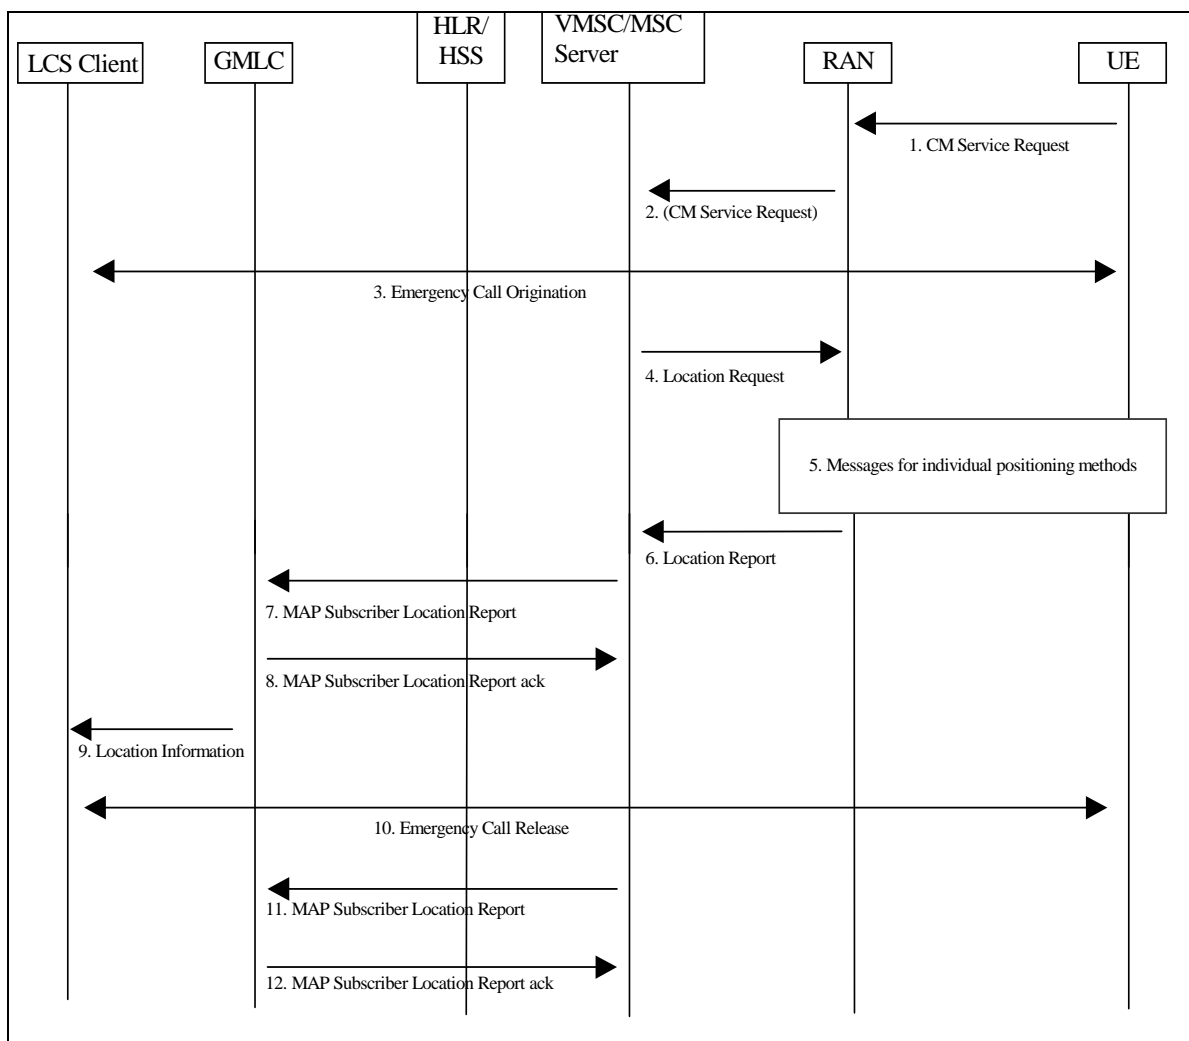 LCS Client
GMLC
HLR/
HSS
VMSC/MSC
Server
RAN
UE
1. CM Service Request
2. (CM Service Request)
3. Emergency Call Origination
4. Location Request
5. Messages for individual positioning methods
6. Location Report
7. MAP Subscriber Location Report
8. MAP Subscriber Location Report ack
9. Location Information
10. Emergency Call Release
11. MAP Subscriber Location Report
12. MAP Subscriber Location Report ack